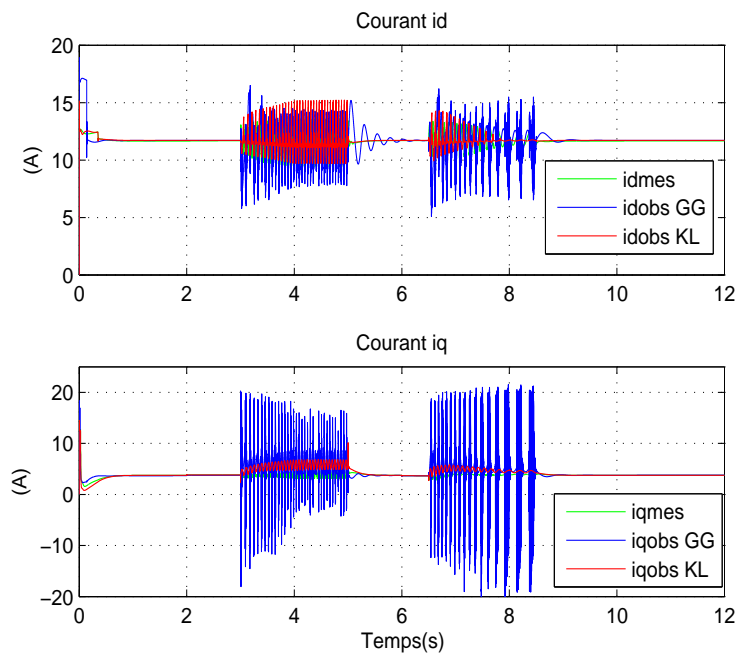 Courant id
20
15
10
5
0
(A)
idmes
idobs GG
idobs KL
0 2 4 6 8 10 12
Courant iq
20
10
0
−10
−20
(A)
iqmes
iqobs GG
iqobs KL
0 2 4 6 8 10 12
Temps(s)